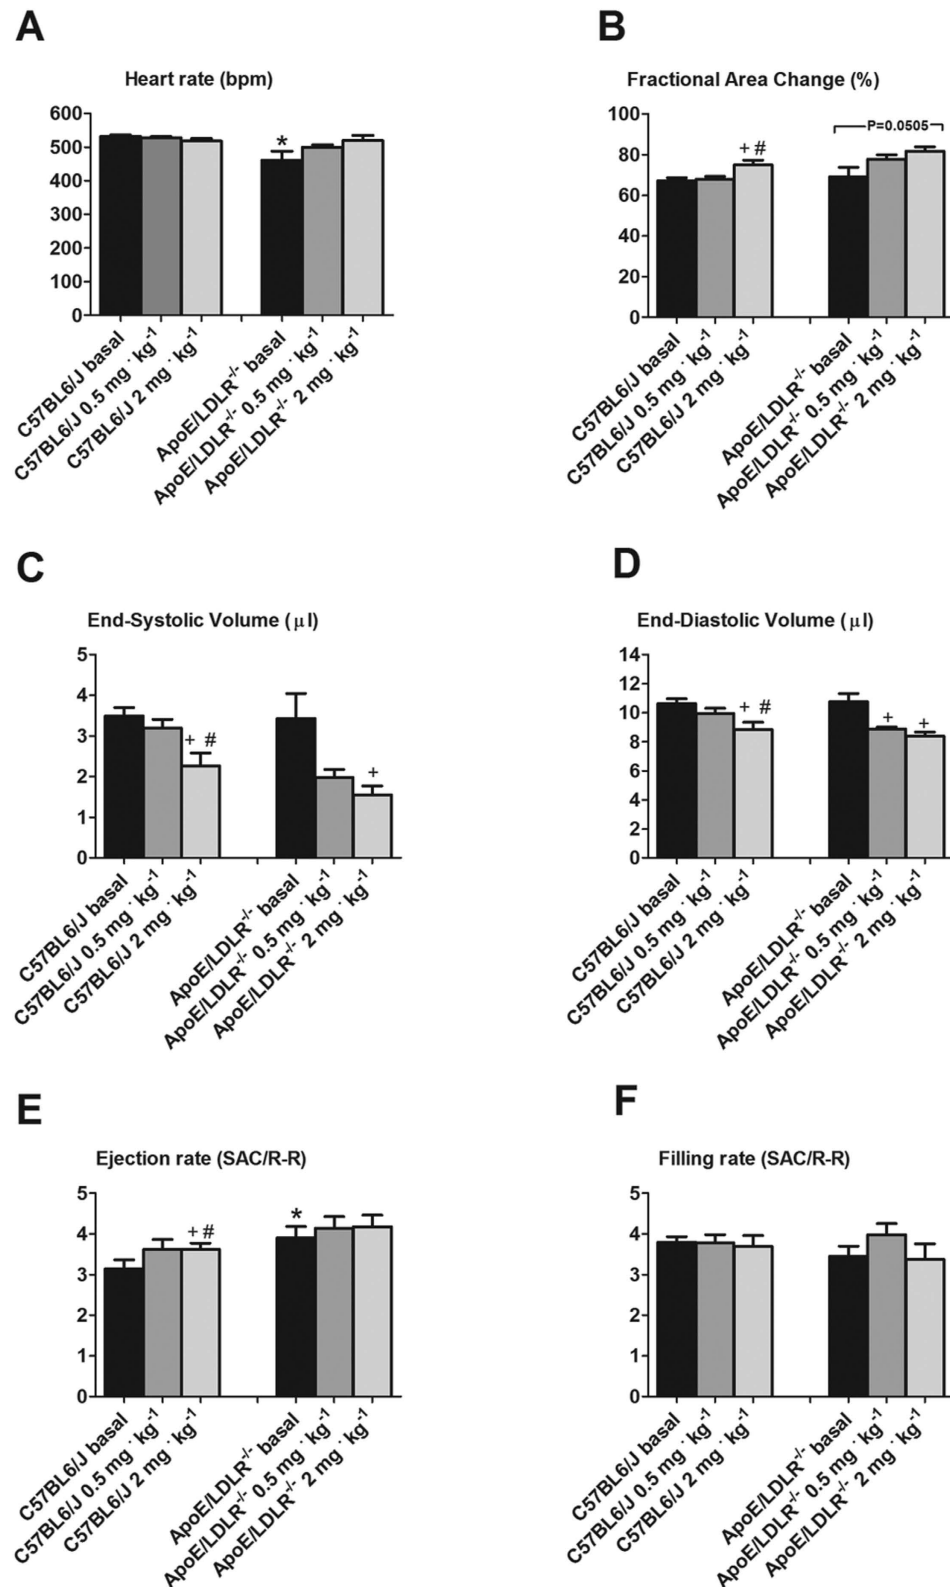 A
Heart rate (bpm)
600
500
400
300
200
100
0
*
C57BL6/J basal
C57BL6/J 0.5 mg·kg⁻¹
C57BL6/J 2 mg·kg⁻¹
ApoE/LDLR⁻/⁻ basal
ApoE/LDLR⁻/⁻ 0.5 mg·kg⁻¹
ApoE/LDLR⁻/⁻ 2 mg·kg⁻¹
B
Fractional Area Change (%)
100
80
60
40
20
0
+ #
P=0.0505
C57BL6/J basal
C57BL6/J 0.5 mg·kg⁻¹
C57BL6/J 2 mg·kg⁻¹
ApoE/LDLR⁻/⁻ basal
ApoE/LDLR⁻/⁻ 0.5 mg·kg⁻¹
ApoE/LDLR⁻/⁻ 2 mg·kg⁻¹
C
End-Systolic Volume (μl)
5
4
3
2
1
0
+ #
+
C57BL6/J basal
C57BL6/J 0.5 mg·kg⁻¹
C57BL6/J 2 mg·kg⁻¹
ApoE/LDLR⁻/⁻ basal
ApoE/LDLR⁻/⁻ 0.5 mg·kg⁻¹
ApoE/LDLR⁻/⁻ 2 mg·kg⁻¹
D
End-Diastolic Volume (μl)
14
12
10
8
6
4
2
0
+ #
+
+
C57BL6/J basal
C57BL6/J 0.5 mg·kg⁻¹
C57BL6/J 2 mg·kg⁻¹
ApoE/LDLR⁻/⁻ basal
ApoE/LDLR⁻/⁻ 0.5 mg·kg⁻¹
ApoE/LDLR⁻/⁻ 2 mg·kg⁻¹
E
Ejection rate (SAC/R-R)
5
4
3
2
1
0
+ #
*
C57BL6/J basal
C57BL6/J 0.5 mg·kg⁻¹
C57BL6/J 2 mg·kg⁻¹
ApoE/LDLR⁻/⁻ basal
ApoE/LDLR⁻/⁻ 0.5 mg·kg⁻¹
ApoE/LDLR⁻/⁻ 2 mg·kg⁻¹
F
Filling rate (SAC/R-R)
5
4
3
2
1
0
C57BL6/J basal
C57BL6/J 0.5 mg·kg⁻¹
C57BL6/J 2 mg·kg⁻¹
ApoE/LDLR⁻/⁻ basal
ApoE/LDLR⁻/⁻ 0.5 mg·kg⁻¹
ApoE/LDLR⁻/⁻ 2 mg·kg⁻¹